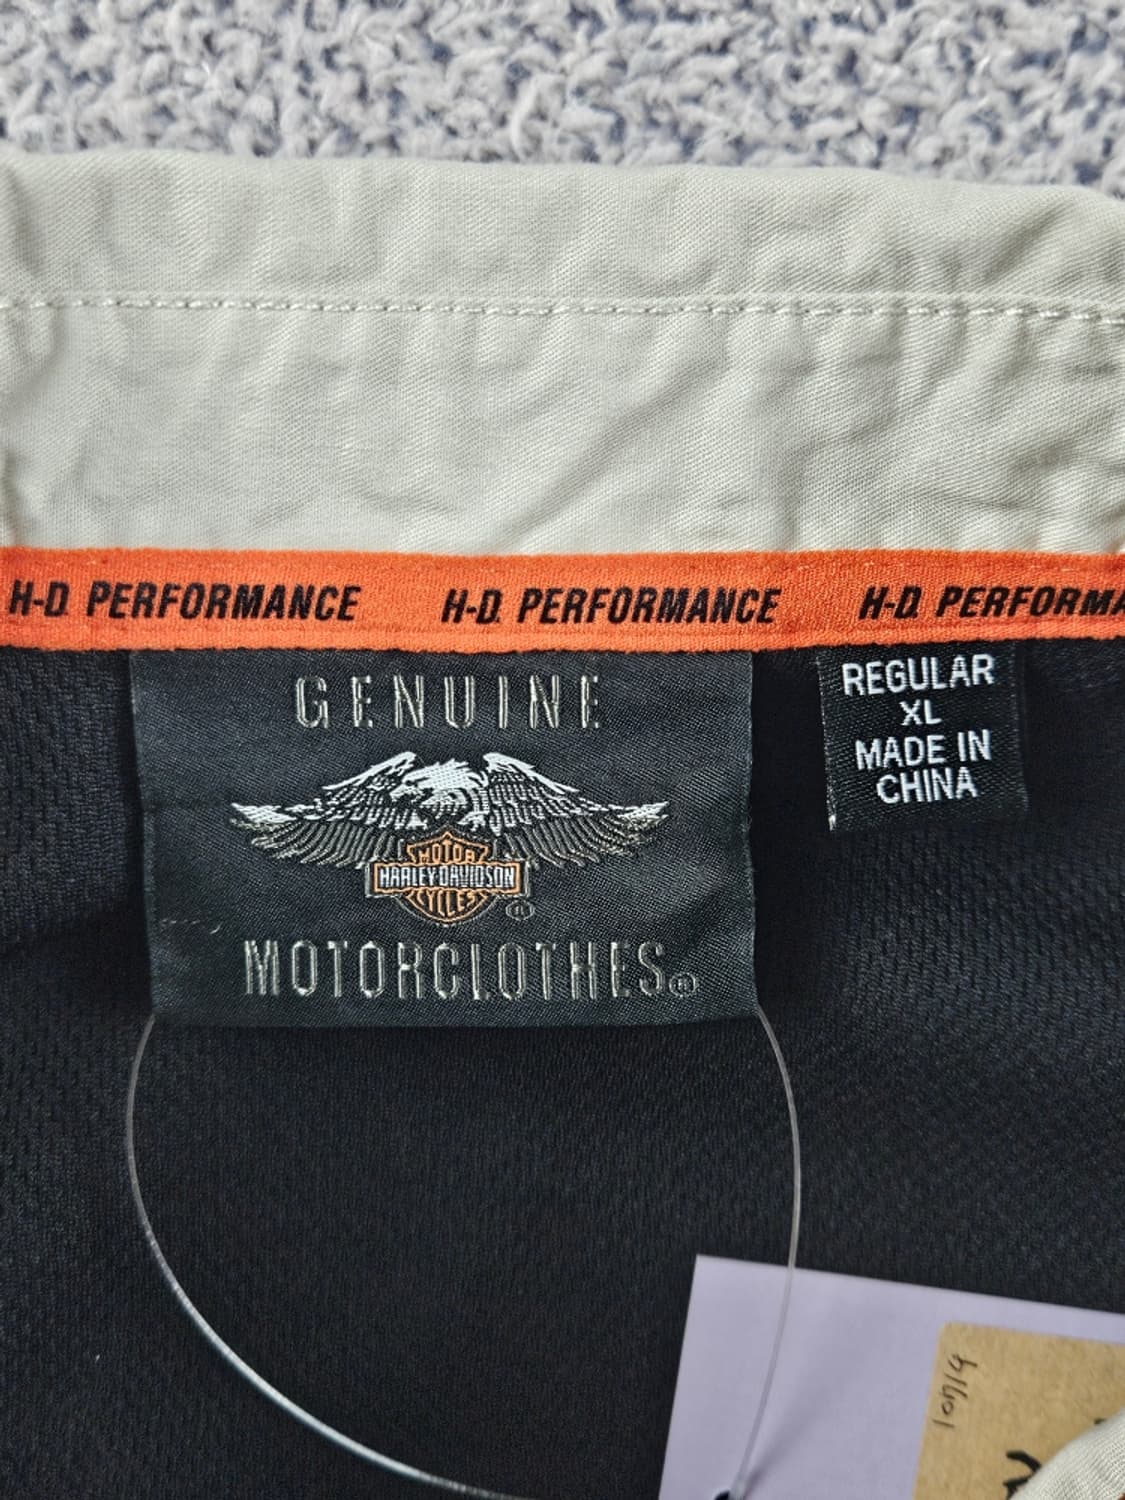 H-D PERFORMANCE H-D PERFORMANCE H-D PERFORMA
GENUINE
MOTOR
HARLEY-DAVIDSON
CYCLES ®
MOTORCLOTHES®
REGULAR
XL
MADE IN
CHINA